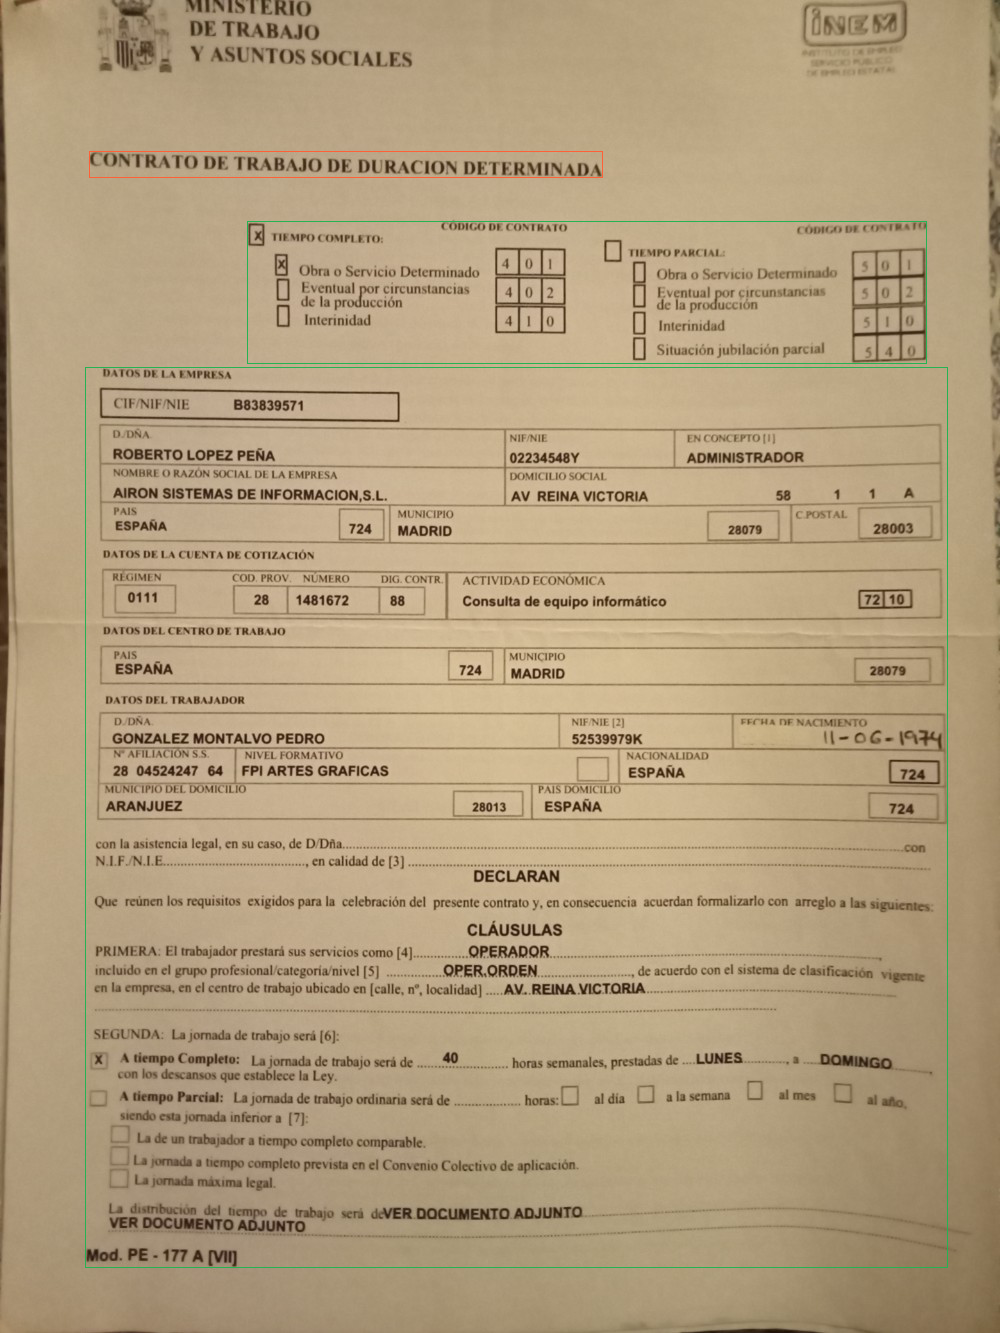 MINISTERIO
DE TRABAJO
Y ASUNTOS SOCIALES
INEM
INSTITUTO DE EMPLEO
SERVICIO PÚBLICO
DE EMPLEO ESTATAL
CONTRATO DE TRABAJO DE DURACION DETERMINADA
CÓDIGO DE CONTRATO
CÓDIGO DE CONTRATO
X TIEMPO COMPLETO:
TIEMPO PARCIAL:
X Obra o Servicio Determinado 4 0 1
Obra o Servicio Determinado 5 0 1
Eventual por circunstancias
de la producción 4 0 2
Eventual por circunstancias
de la producción 5 0 2
Interinidad 4 1 0
Interinidad 5 1 0
Situación jubilación parcial 5 4 0
DATOS DE LA EMPRESA
CIF/NIF/NIE B83839571
D./DÑA. NIF/NIE EN CONCEPTO [1]
ROBERTO LOPEZ PEÑA 02234548Y ADMINISTRADOR
NOMBRE O RAZÓN SOCIAL DE LA EMPRESA DOMICILIO SOCIAL
AIRON SISTEMAS DE INFORMACION,S.L. AV REINA VICTORIA 58 1 1 A
PAIS MUNICIPIO C.POSTAL
ESPAÑA 724 MADRID 28079 28003
DATOS DE LA CUENTA DE COTIZACIÓN
RÉGIMEN COD. PROV. NÚMERO DIG. CONTR. ACTIVIDAD ECONÓMICA
0111 28 1481672 88 Consulta de equipo informático 72 10
DATOS DEL CENTRO DE TRABAJO
PAIS MUNICIPIO
ESPAÑA 724 MADRID 28079
DATOS DEL TRABAJADOR
D./DÑA. NIF/NIE [2] FECHA DE NACIMIENTO
GONZALEZ MONTALVO PEDRO 52539979K 11-06-1974
Nº AFILIACIÓN S.S. NIVEL FORMATIVO NACIONALIDAD
28 04524247 64 FPI ARTES GRAFICAS ESPAÑA 724
MUNICIPIO DEL DOMICILIO PAIS DOMICILIO
ARANJUEZ 28013 ESPAÑA 724
con la asistencia legal, en su caso, de D/Dña. con
N.I.F./N.I.E. , en calidad de [3]
DECLARAN
Que reúnen los requisitos exigidos para la celebración del presente contrato y, en consecuencia acuerdan formalizarlo con arreglo a las siguientes:
CLÁUSULAS
PRIMERA: El trabajador prestará sus servicios como [4] OPERADOR ,
incluido en el grupo profesional/categoría/nivel [5] OPER.ORDEN , de acuerdo con el sistema de clasificación vigente
en la empresa, en el centro de trabajo ubicado en [calle, nº, localidad] AV. REINA VICTORIA
SEGUNDA: La jornada de trabajo será [6]:
X A tiempo Completo: La jornada de trabajo será de 40 horas semanales, prestadas de LUNES , a DOMINGO ,
con los descansos que establece la Ley.
A tiempo Parcial: La jornada de trabajo ordinaria será de horas: al día a la semana al mes al año,
siendo esta jornada inferior a [7]:
La de un trabajador a tiempo completo comparable.
La jornada a tiempo completo prevista en el Convenio Colectivo de aplicación.
La jornada máxima legal.
La distribución del tiempo de trabajo será de VER DOCUMENTO ADJUNTO
VER DOCUMENTO ADJUNTO
Mod. PE - 177 A [VII]